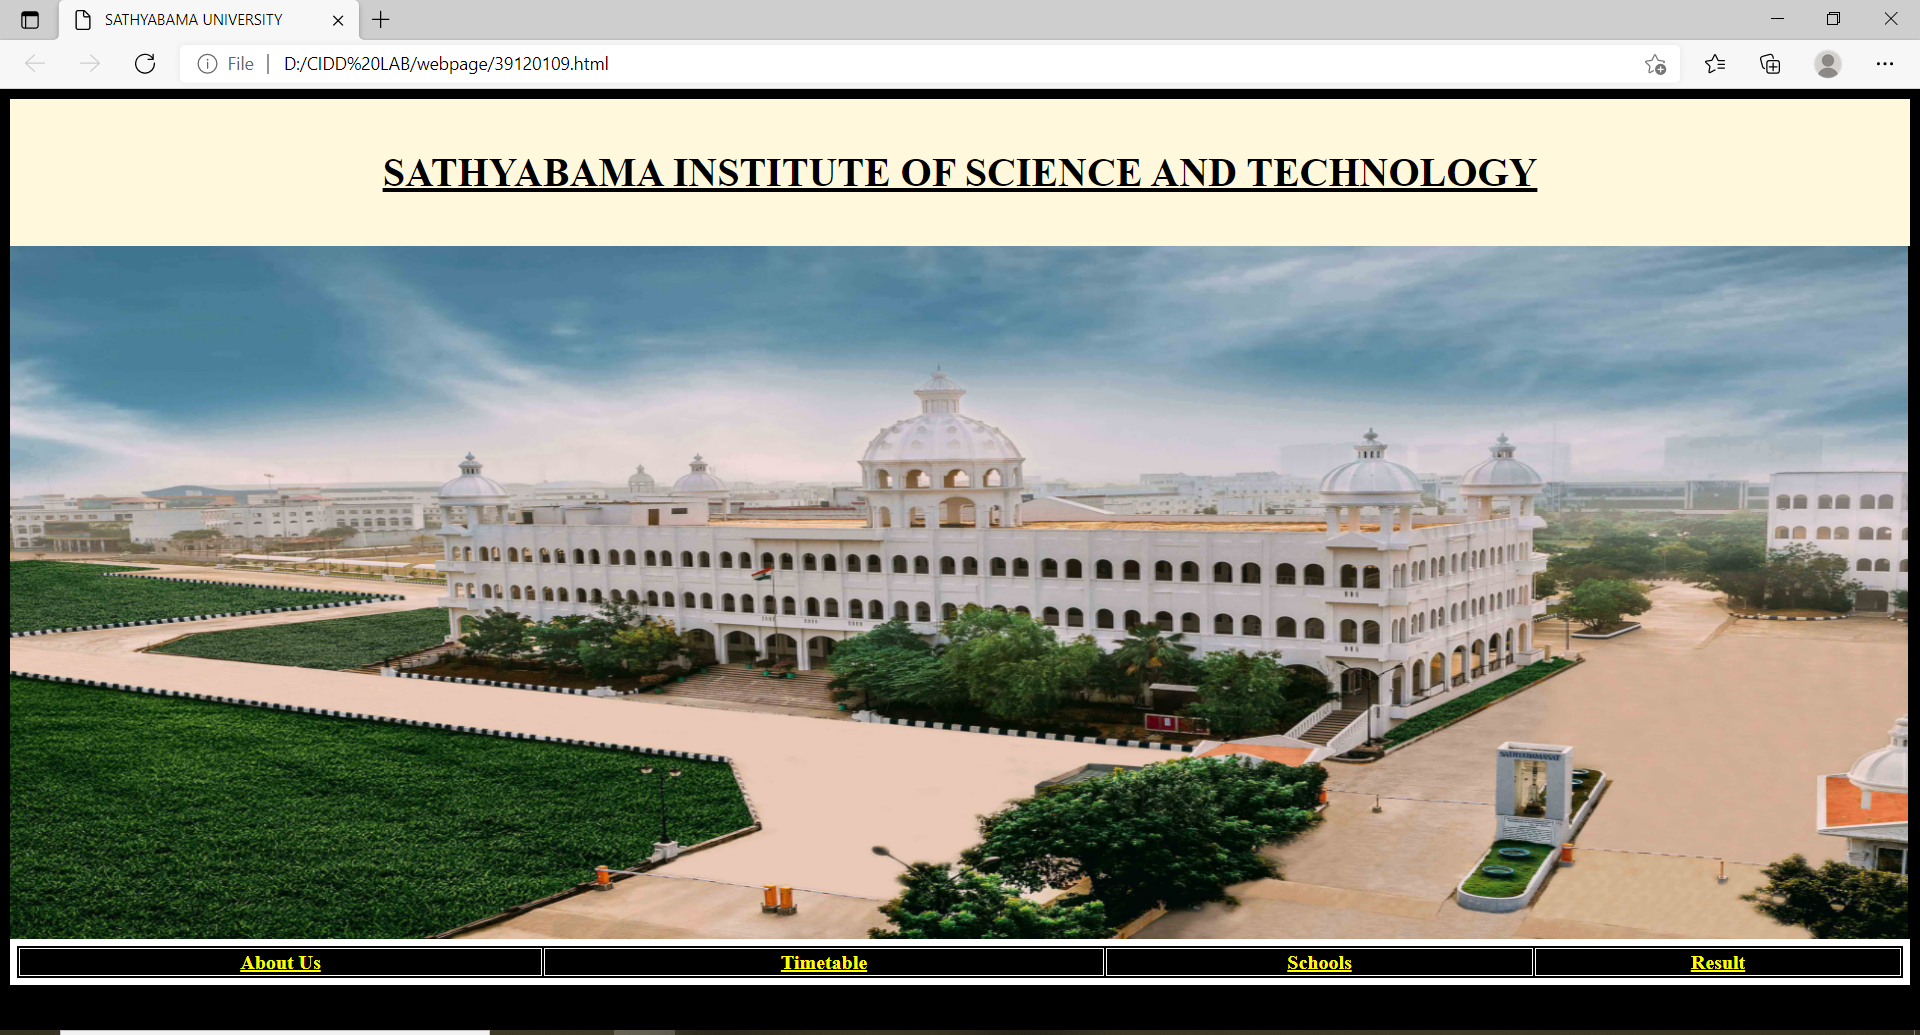 SATHYABAMA UNIVERSITY
File
D:/CIDD%20LAB/webpage/39120109.html
SATHYABAMA INSTITUTE OF SCIENCE AND TECHNOLOGY
About Us
Timetable
Schools
Result